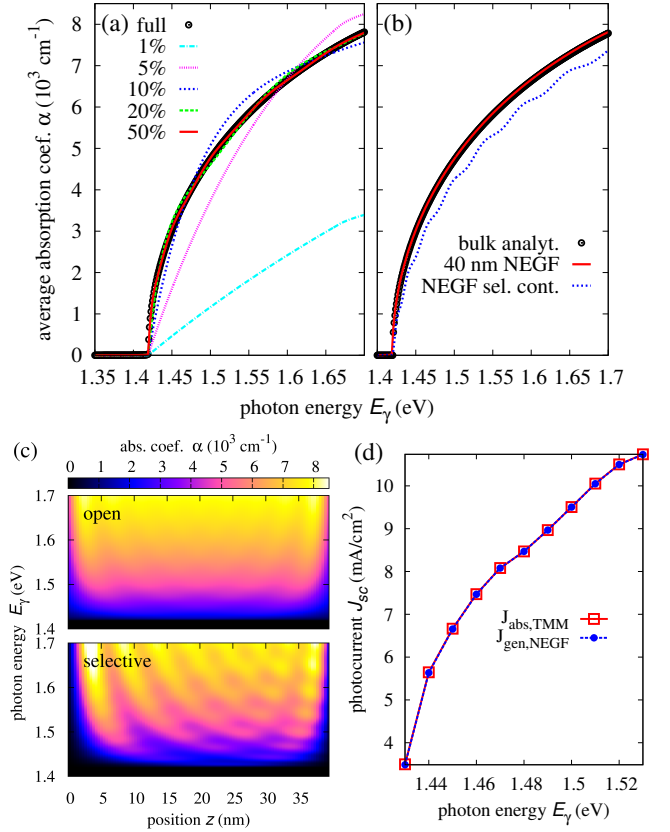 (a)
full
1%
5%
10%
20%
50%
(b)
bulk analyt.
40 nm NEGF
NEGF sel. cont.
average absorption coef. α (10³ cm⁻¹)
8
7
6
5
4
3
2
1
0
1.35 1.4 1.45 1.5 1.55 1.6 1.65
1.4 1.45 1.5 1.55 1.6 1.65 1.7
photon energy Eγ (eV)
(c)
abs. coef. α (10³ cm⁻¹)
0 1 2 3 4 5 6 7 8
1.7
open
1.6
1.5
1.4
1.7
selective
1.6
1.5
1.4
photon energy Eγ (eV)
0 5 10 15 20 25 30 35
position z (nm)
(d)
photocurrent Jsc (mA/cm²)
10
9
8
7
6
5
4
J_abs,TMM
J_gen,NEGF
1.44 1.46 1.48 1.5 1.52
photon energy Eγ (eV)